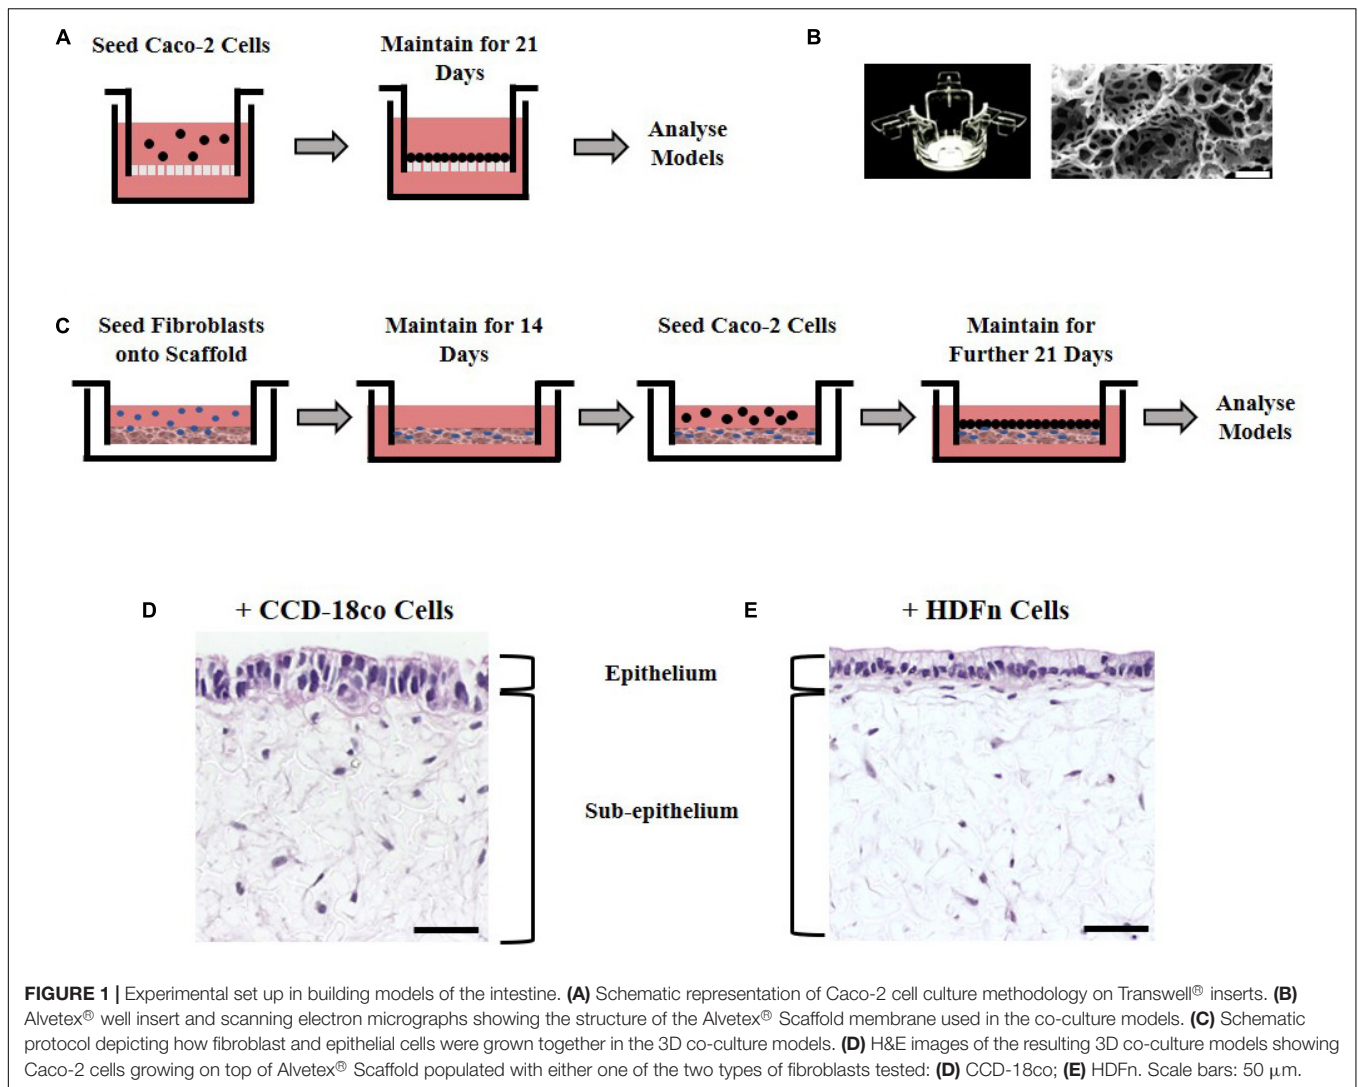 A
Seed Caco-2 Cells
Maintain for 21
Days
Analyse
Models
B
C
Seed Fibroblasts
onto Scaffold
Maintain for 14
Days
Seed Caco-2 Cells
Maintain for
Further 21 Days
Analyse
Models
D
+ CCD-18co Cells
E
+ HDFn Cells
Epithelium
Sub-epithelium
FIGURE 1 | Experimental set up in building models of the intestine. (A) Schematic representation of Caco-2 cell culture methodology on Transwell® inserts. (B)
Alvetex® well insert and scanning electron micrographs showing the structure of the Alvetex® Scaffold membrane used in the co-culture models. (C) Schematic
protocol depicting how fibroblast and epithelial cells were grown together in the 3D co-culture models. (D) H&E images of the resulting 3D co-culture models showing
Caco-2 cells growing on top of Alvetex® Scaffold populated with either one of the two types of fibroblasts tested: (D) CCD-18co; (E) HDFn. Scale bars: 50 μm.